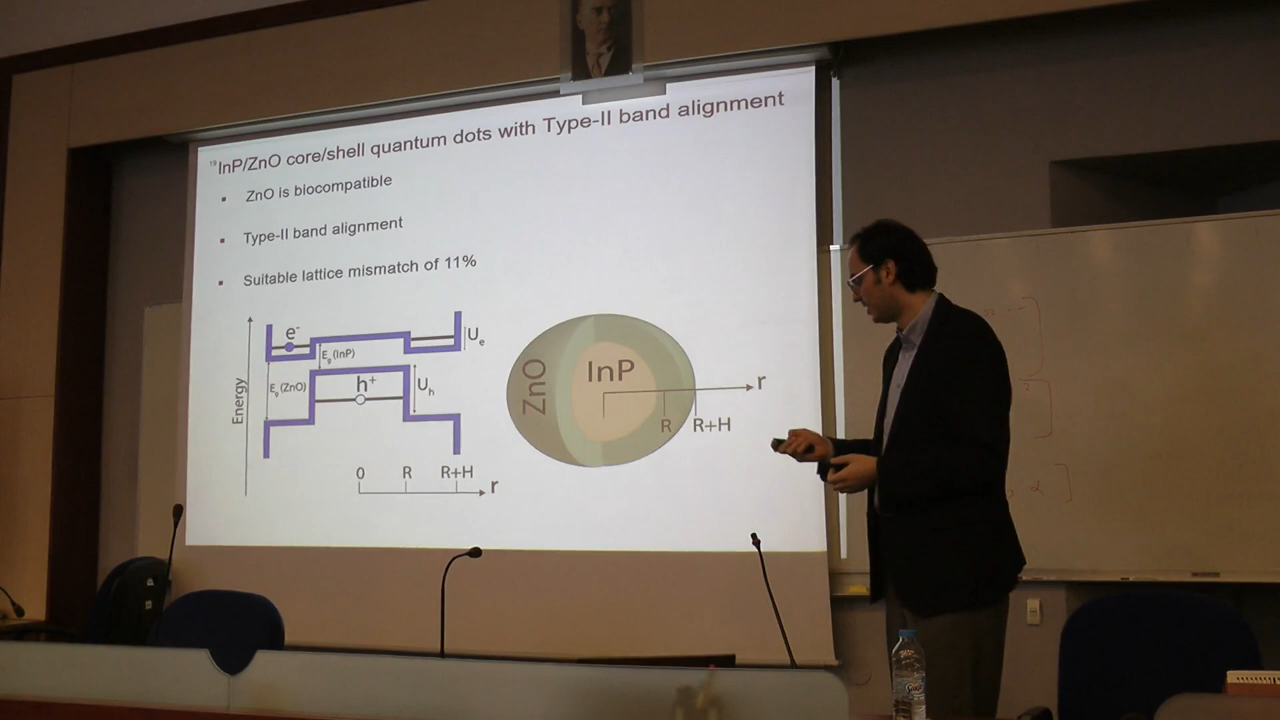 19 InP/ZnO core/shell quantum dots with Type-II band alignment
▪ ZnO is biocompatible
▪ Type-II band alignment
▪ Suitable lattice mismatch of 11%
e-
Ue
Eg(InP)
Eg(ZnO)
h+
Uh
Energy
0 R R+H
r
ZnO
InP
r
R R+H